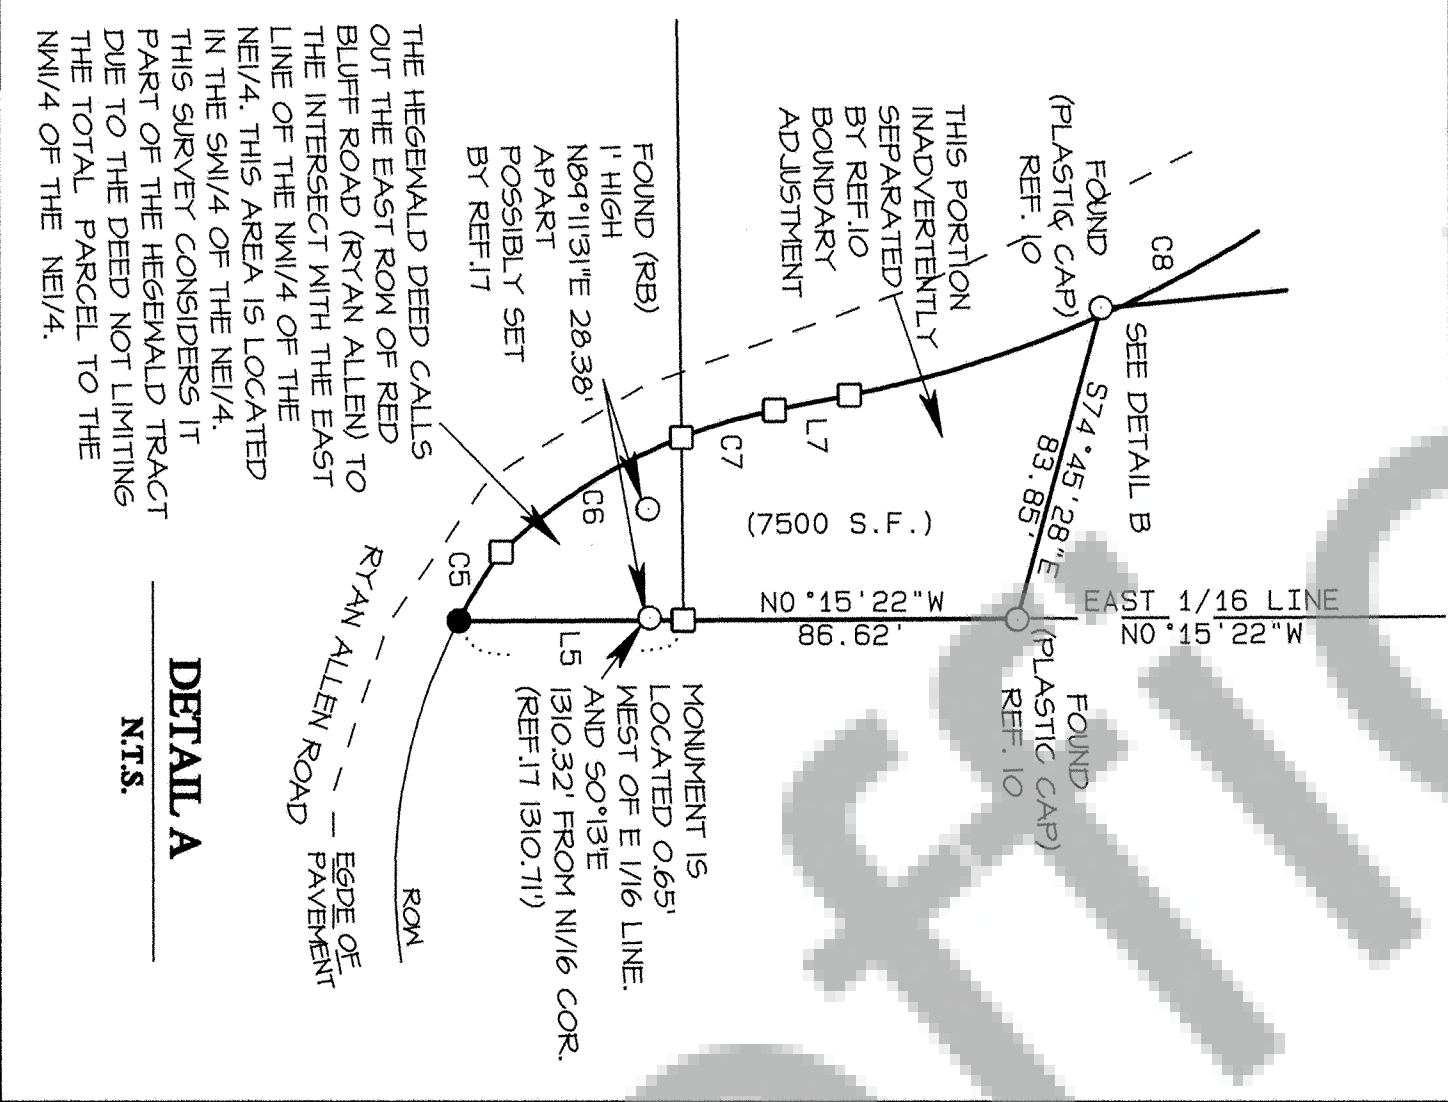 THE HEGEWALD DEED CALLS
OUT THE EAST ROW OF RED
BLUFF ROAD (RYAN ALLEN) TO
THE INTERSECT WITH THE EAST
LINE OF THE NW1/4 OF THE
NE1/4. THIS AREA IS LOCATED
IN THE SW1/4 OF THE NE1/4.
THIS SURVEY CONSIDERS IT
PART OF THE HEGEWALD TRACT
DUE TO THE DEED NOT LIMITING
THE TOTAL PARCEL TO THE
NW1/4 OF THE NE1/4.
FOUND (RB)
1' HIGH
N89°11'31"E 28.38'
APART
POSSIBLY SET
BY REF.17
THIS PORTION
INADVERTENTLY
SEPARATED
BY REF.10
BOUNDARY
ADJUSTMENT
FOUND
(PLASTIC CAP)
REF. 10
C8
SEE DETAIL B
S74°45'28"E
83.85'
L7
C7
C6
C5
(7500 S.F.)
N0°15'22"W
86.62'
EAST 1/16 LINE
N0°15'22"W
L5
FOUND
(PLASTIC CAP)
REF. 10
MONUMENT IS
LOCATED 0.65'
WEST OF E 1/16 LINE.
AND S0°13'E
1310.32' FROM N1/16 COR.
(REF.17 1310.71')
RYAN ALLEN ROAD
EGDE OF
PAVEMENT
ROW
DETAIL A
N.T.S.